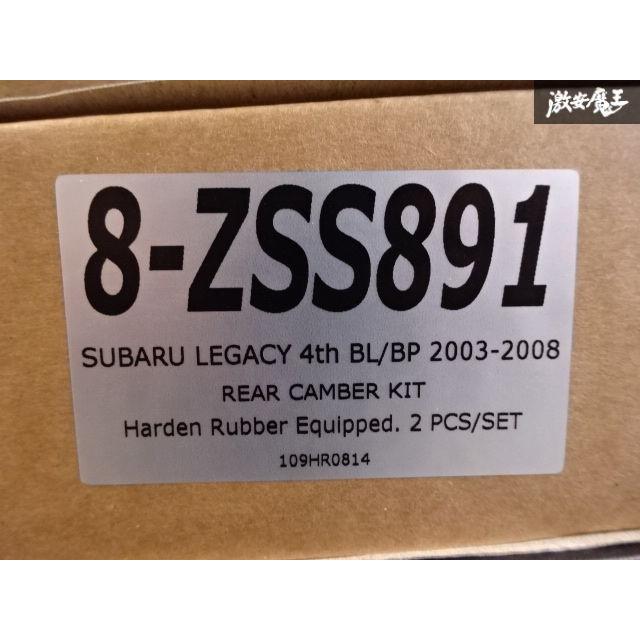 激安魔王
8-ZSS891
SUBARU LEGACY 4th BL/BP 2003-2008
REAR CAMBER KIT
Harden Rubber Equipped. 2 PCS/SET
109HR0814